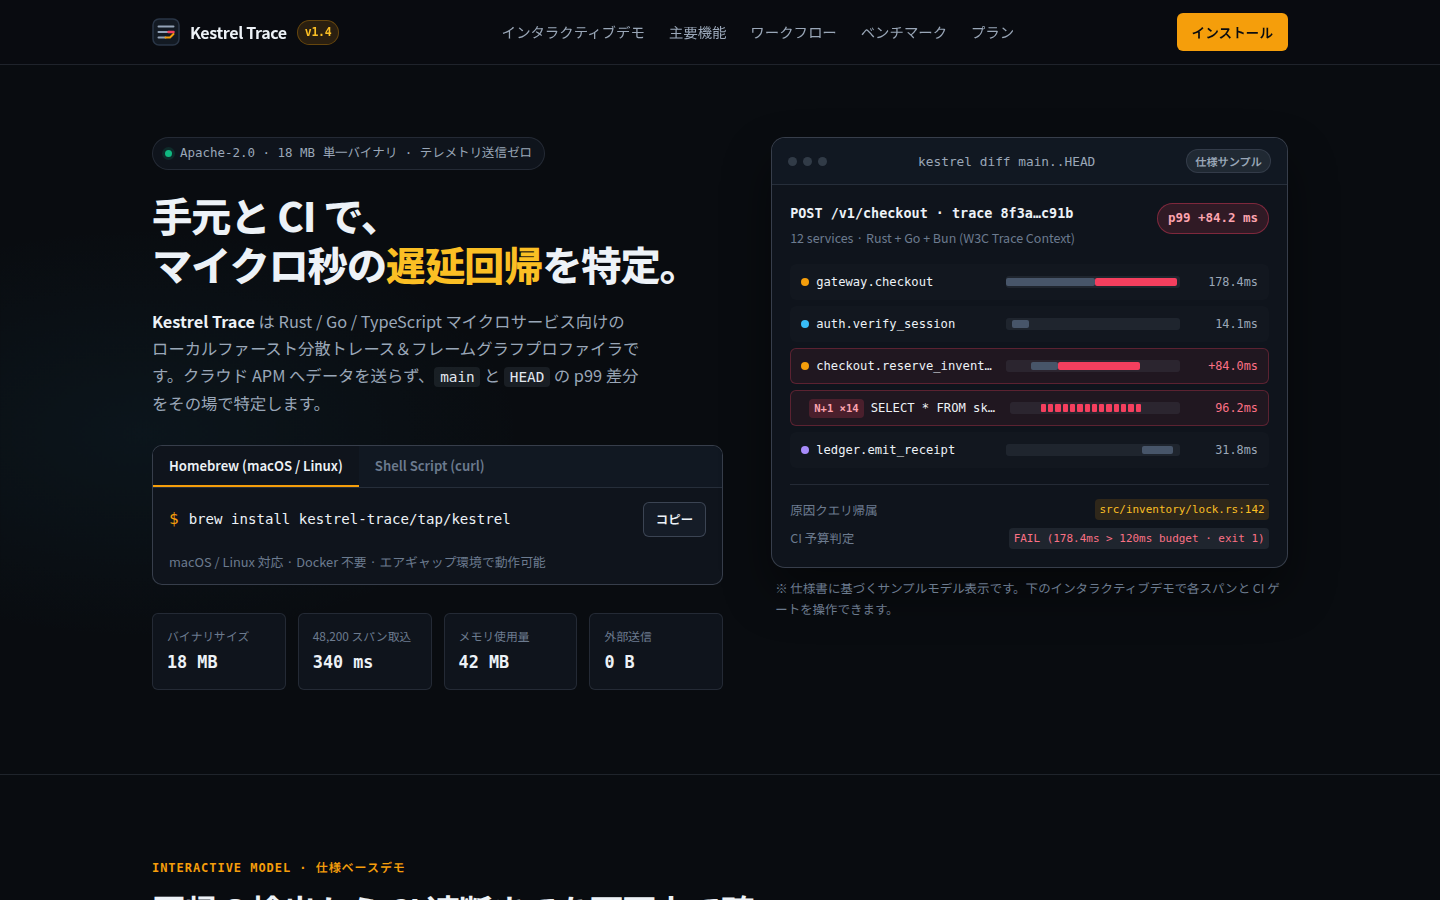 Kestrel Trace v1.4 インタラクティブデモ 主要機能 ワークフロー ベンチマーク プラン インストール
Apache-2.0 · 18 MB 単一バイナリ · テレメトリ送信ゼロ
手元と CI で、
マイクロ秒の遅延回帰を特定。
Kestrel Trace は Rust / Go / TypeScript マイクロサービス向けの
ローカルファースト分散トレース＆フレームグラフプロファイラで
す。クラウド APM へデータを送らず、 main と HEAD の p99 差分
をその場で特定します。
Homebrew (macOS / Linux) Shell Script (curl)
$ brew install kestrel-trace/tap/kestrel コピー
macOS / Linux 対応 · Docker 不要 · エアギャップ環境で動作可能
バイナリサイズ
18 MB
48,200 スパン取込
340 ms
メモリ使用量
42 MB
外部送信
0 B
kestrel diff main..HEAD 仕様サンプル
POST /v1/checkout · trace 8f3a…c91b p99 +84.2 ms
12 services · Rust + Go + Bun (W3C Trace Context)
gateway.checkout 178.4ms
auth.verify_session 14.1ms
checkout.reserve_invent… +84.0ms
N+1 ×14 SELECT * FROM sk… 96.2ms
ledger.emit_receipt 31.8ms
原因クエリ帰属 src/inventory/lock.rs:142
CI 予算判定 FAIL (178.4ms > 120ms budget · exit 1)
※ 仕様書に基づくサンプルモデル表示です。下のインタラクティブデモで各スパンと CI ゲ
ートを操作できます。
INTERACTIVE MODEL · 仕様ベースデモ